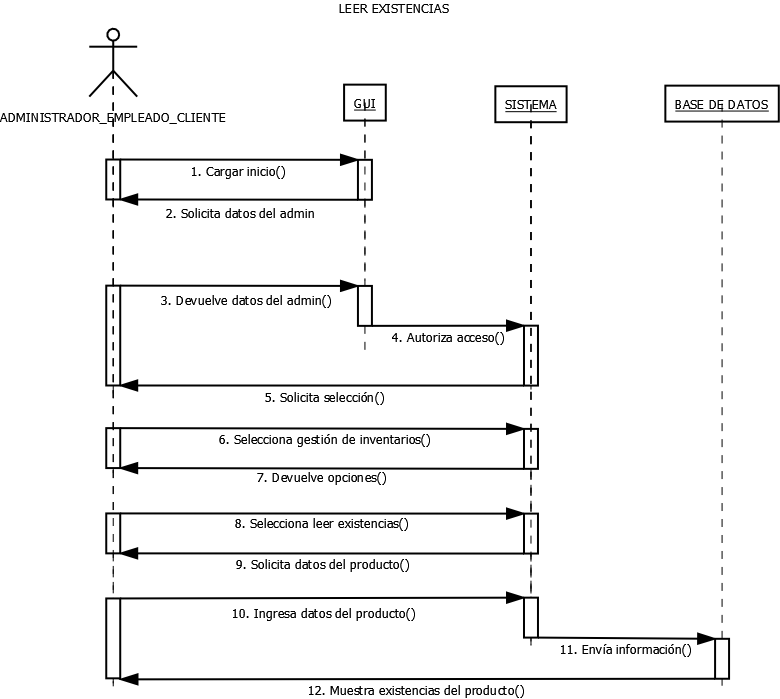 LEER EXISTENCIAS
GUI
SISTEMA
BASE DE DATOS
ADMINISTRADOR_EMPLEADO_CLIENTE
1. Cargar inicio()
2. Solicita datos del admin
3. Devuelve datos del admin()
4. Autoriza acceso()
5. Solicita selección()
6. Selecciona gestión de inventarios()
7. Devuelve opciones()
8. Selecciona leer existencias()
9. Solicita datos del producto()
10. Ingresa datos del producto()
11. Envía información()
12. Muestra existencias del producto()